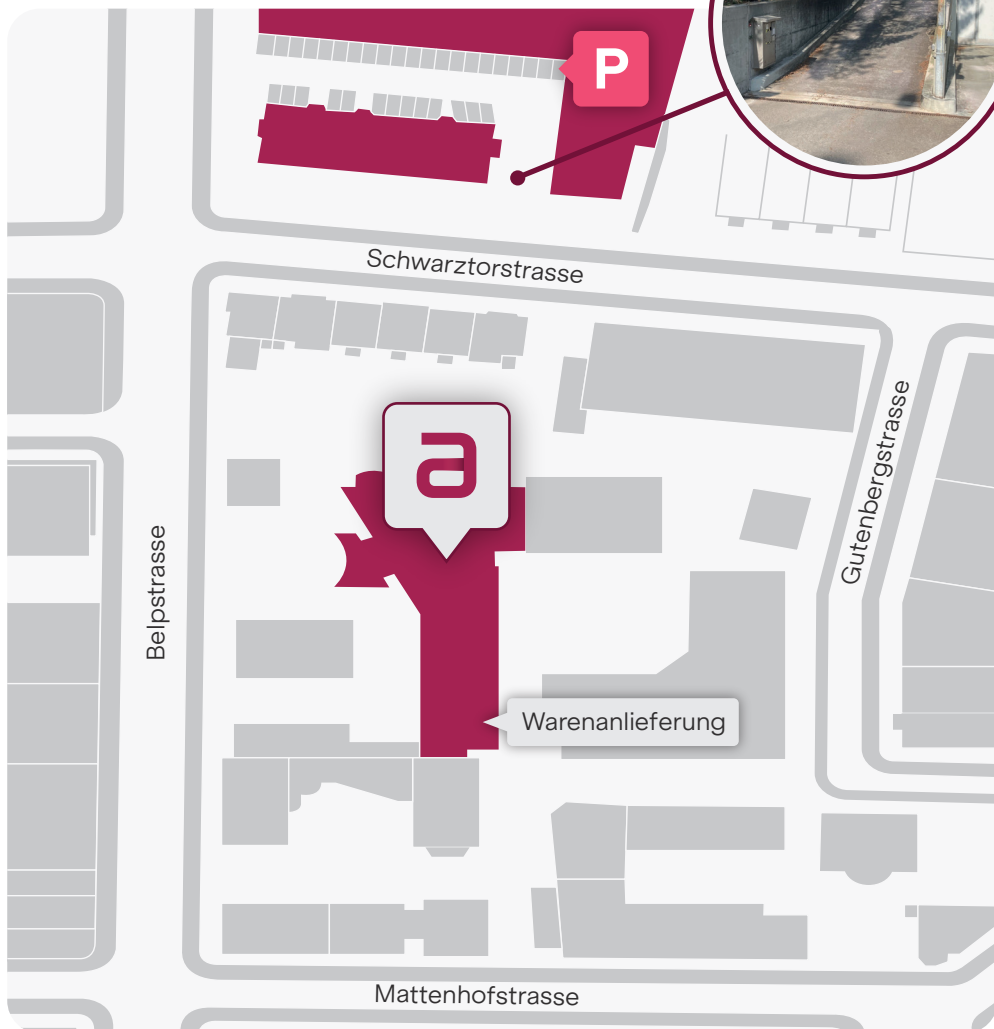 P
Schwarztorstrasse
Gutenbergstrasse
a
Belpstrasse
Warenanlieferung
Mattenhofstrasse